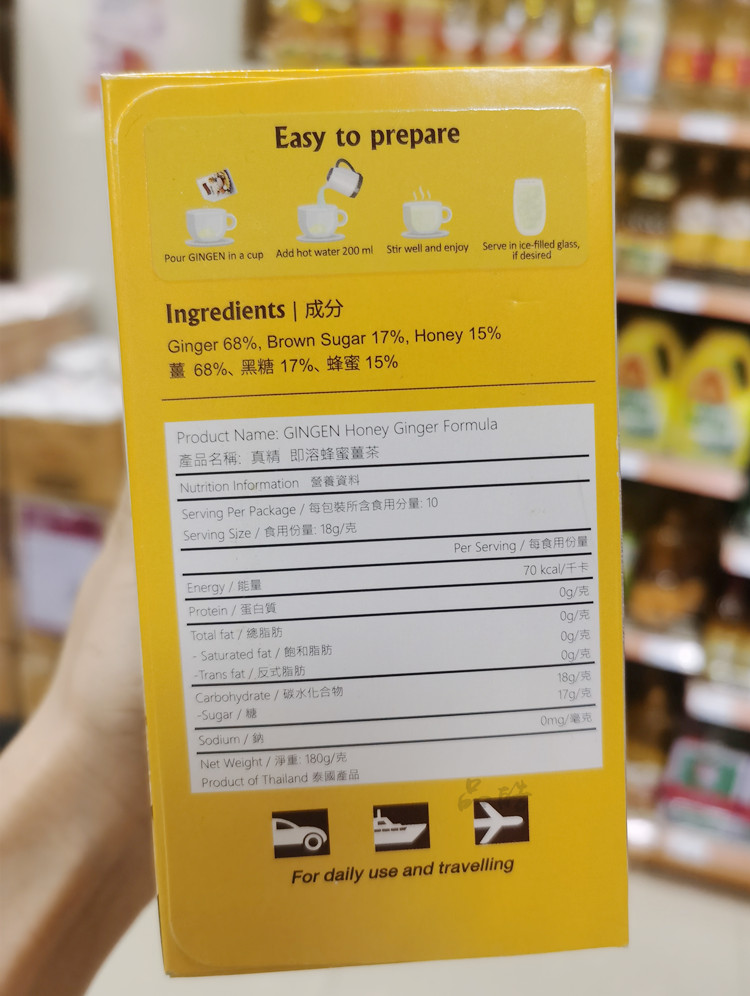 Easy to prepare
Pour GINGEN in a cup
Add hot water 200 ml
Stir well and enjoy
Serve in ice-filled glass,
if desired
Ingredients | 成分
Ginger 68%, Brown Sugar 17%, Honey 15%
薑 68%、黑糖 17%、蜂蜜 15%
Product Name: GINGEN Honey Ginger Formula
產品名稱: 真精 即溶蜂蜜薑茶
Nutrition Information 營養資料
Serving Per Package / 每包裝所含食用分量: 10
Serving Size / 食用份量: 18g/克
Per Serving / 每食用份量
Energy / 能量 70 kcal/千卡
Protein / 蛋白質 0g/克
Total fat / 總脂肪 0g/克
- Saturated fat / 飽和脂肪 0g/克
-Trans fat / 反式脂肪 0g/克
Carbohydrate / 碳水化合物 18g/克
-Sugar / 糖 17g/克
Sodium / 鈉 0mg/毫克
Net Weight / 淨重: 180g/克
Product of Thailand 泰國產品
For daily use and travelling